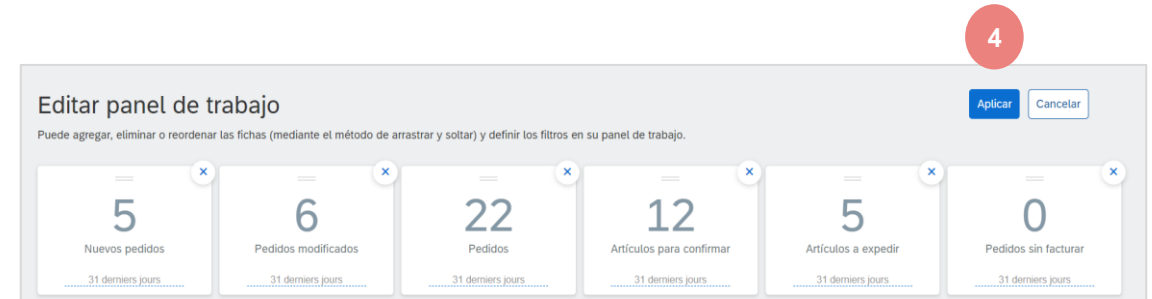 4
Editar panel de trabajo
Aplicar
Cancelar
Puede agregar, eliminar o reordenar las fichas (mediante el método de arrastrar y soltar) y definir los filtros en su panel de trabajo.
5
Nuevos pedidos
31 derniers jours
6
Pedidos modificados
31 derniers jours
22
Pedidos
31 derniers jours
12
Artículos para confirmar
31 derniers jours
5
Artículos a expedir
31 derniers jours
0
Pedidos sin facturar
31 derniers jours